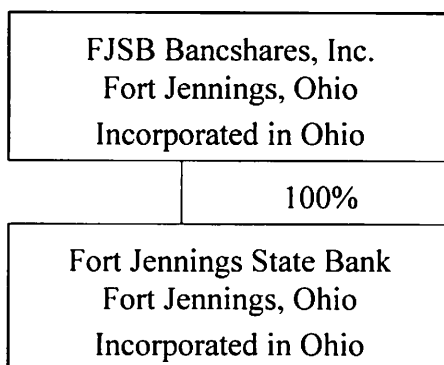 FJSB Bancshares, Inc.
Fort Jennings, Ohio
Incorporated in Ohio
100%
Fort Jennings State Bank
Fort Jennings, Ohio
Incorporated in Ohio